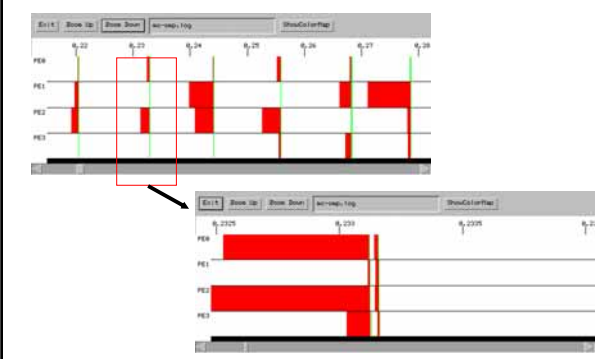 Exit Zoom Up Zoom Down mc-smp.log ShowColorMap
0.22 0.23 0.24 0.25 0.26 0.27 0.28
PE0
PE1
PE2
PE3
Exit Zoom Up Zoom Down mc-smp.log ShowColorMap
0.2325 0.233 0.2335
PE0
PE1
PE2
PE3